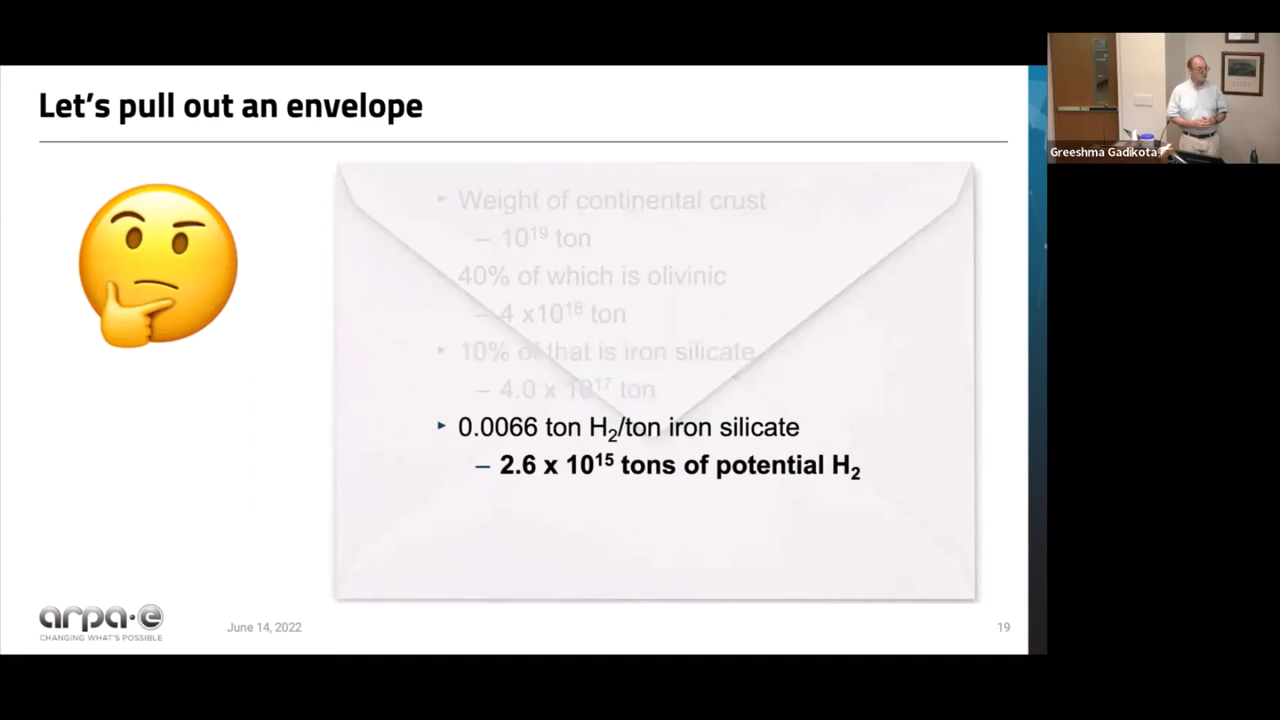 Let's pull out an envelope
‣ Weight of continental crust
– 10¹⁹ ton
40% of which is olivinic
– 4 x10¹⁸ ton
‣ 10% of that is iron silicate
– 4.0 x 10¹⁷ ton
‣ 0.0066 ton H₂/ton iron silicate
– 2.6 x 10¹⁵ tons of potential H₂
arpa·e
CHANGING WHAT'S POSSIBLE
June 14, 2022
19
Greeshma Gadikota